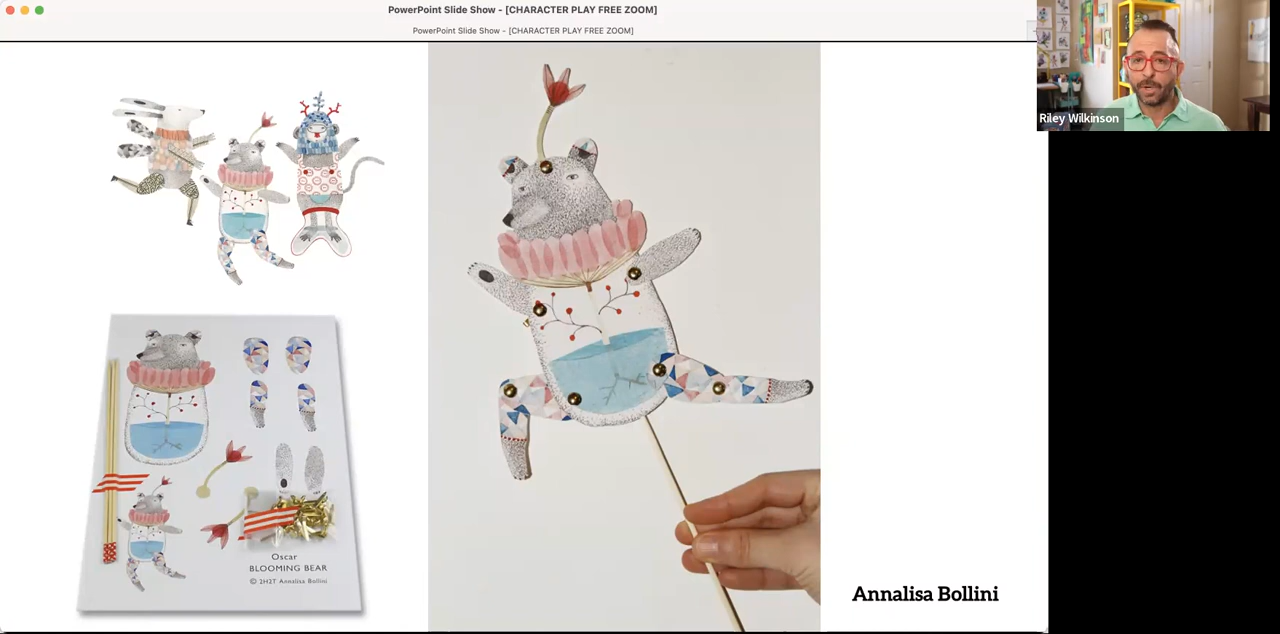 PowerPoint Slide Show - [CHARACTER PLAY FREE ZOOM]
PowerPoint Slide Show - [CHARACTER PLAY FREE ZOOM]
Riley Wilkinson
Oscar
BLOOMING BEAR
© 2H2T Annalisa Bollini
Annalisa Bollini